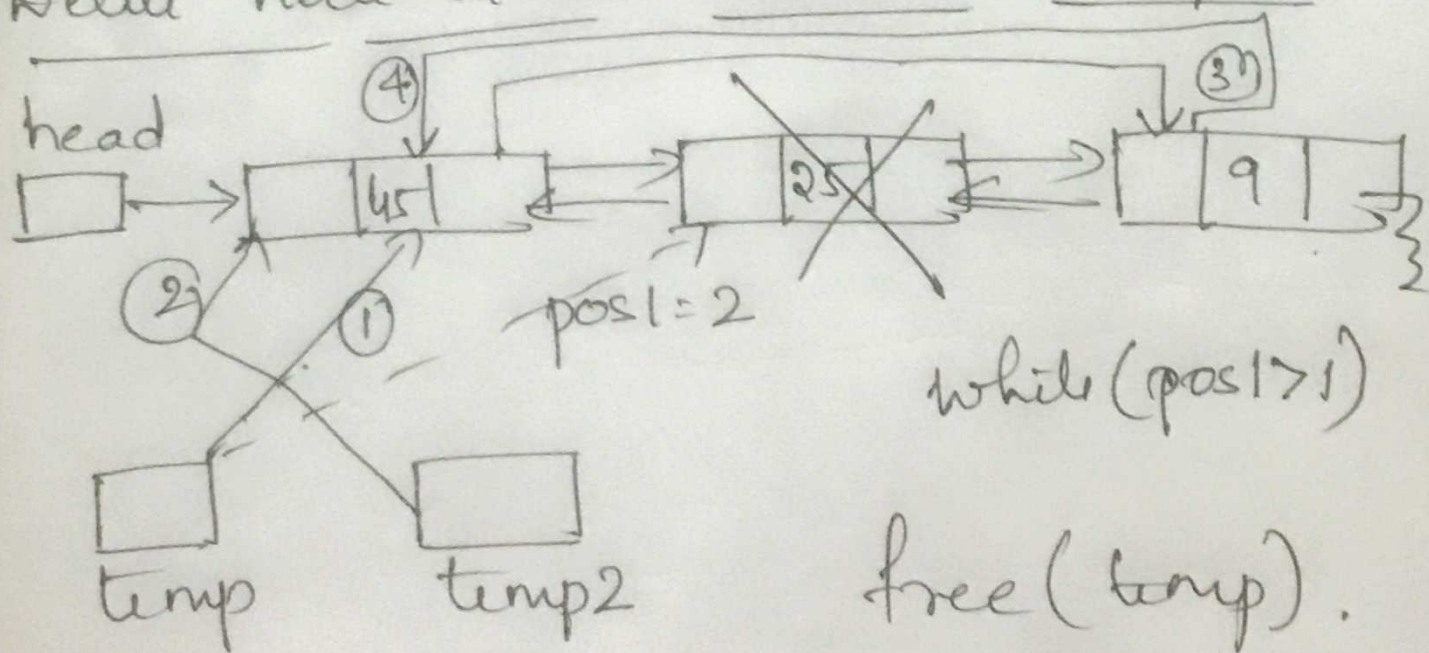 ④ ③
head
45 25 9
② ① pos1=2
while(pos1>1)
temp temp2 free(temp).